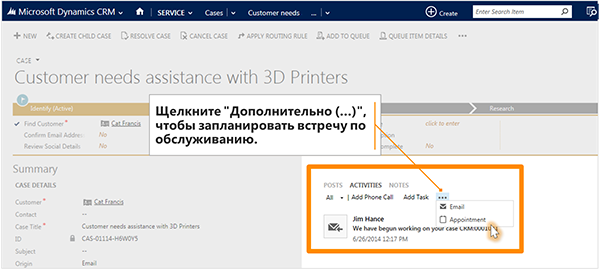 Microsoft Dynamics CRM SERVICE Cases Customer needs ... Create Enter Search Item
NEW CREATE CHILD CASE RESOLVE CASE CANCEL CASE APPLY ROUTING RULE ADD TO QUEUE QUEUE ITEM DETAILS ...
CASE
Customer needs assistance with 3D Printers
Identify (Active) Research
Find Customer * Cat Francis click to enter
Confirm Email Address No
Review Social Details No
Щелкните "Дополнительно (...)",
чтобы запланировать встречу по
обслуживанию.
Summary
CASE DETAILS
Customer * Cat Francis
Contact --
Case Title * Customer needs assistance with 3D Printers
ID CAS-01114-H6W0Y5
Subject --
Origin Email
POSTS ACTIVITIES NOTES
All Add Phone Call Add Task ...
Email
Appointment
Jim Hance
We have begun working on your case CRM:00010
6/26/2014 12:17 PM